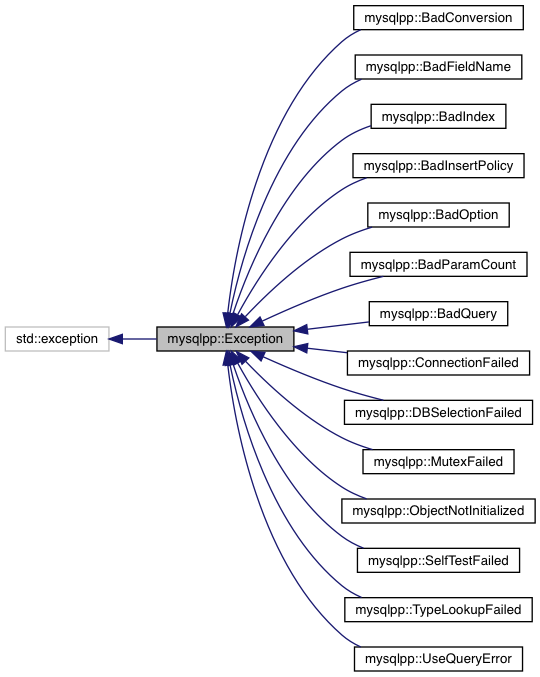 mysqlpp::BadConversion
mysqlpp::BadFieldName
mysqlpp::BadIndex
mysqlpp::BadInsertPolicy
mysqlpp::BadOption
mysqlpp::BadParamCount
mysqlpp::BadQuery
std::exception
mysqlpp::Exception
mysqlpp::ConnectionFailed
mysqlpp::DBSelectionFailed
mysqlpp::MutexFailed
mysqlpp::ObjectNotInitialized
mysqlpp::SelfTestFailed
mysqlpp::TypeLookupFailed
mysqlpp::UseQueryError